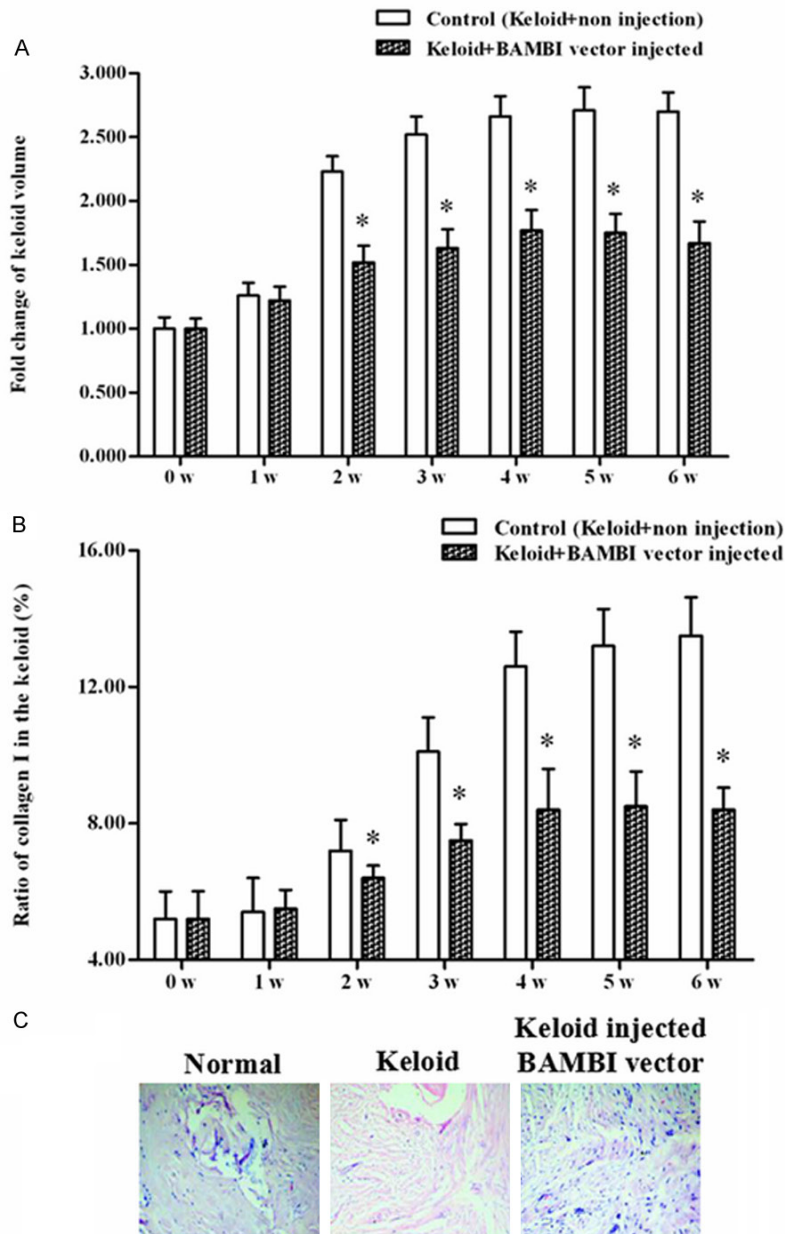 A
Control (Keloid+non injection)
Keloid+BAMBI vector injected
Fold change of keloid volume
3.000
2.500
2.000
1.500
1.000
0.500
0.000
*
*
*
*
*
0 w 1 w 2 w 3 w 4 w 5 w 6 w
B
Control (Keloid+non injection)
Keloid+BAMBI vector injected
Ratio of collagen I in the keloid (%)
16.00
12.00
8.00
4.00
*
*
*
*
*
0 w 1 w 2 w 3 w 4 w 5 w 6 w
C
Normal
Keloid
Keloid injected
BAMBI vector